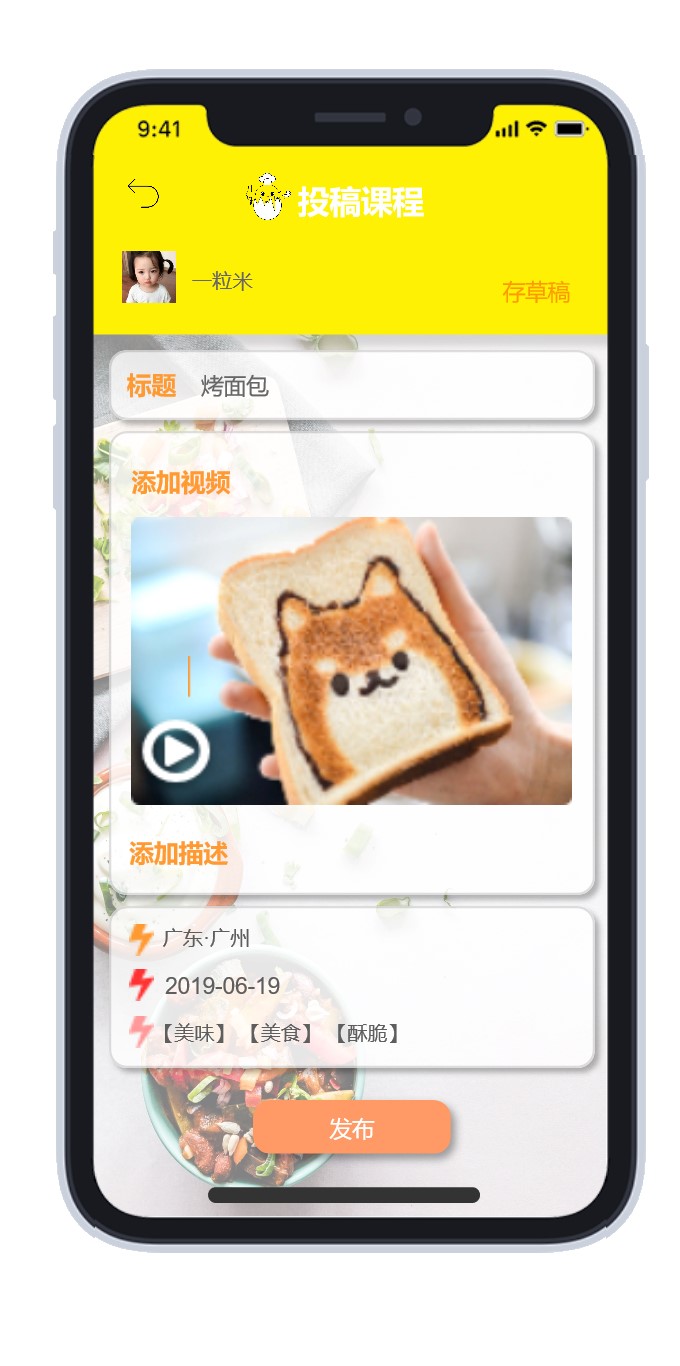 9:41
投稿课程
一粒米
存草稿
标题 烤面包
添加视频
添加描述
广东·广州
2019-06-19
【美味】【美食】【酥脆】
发布